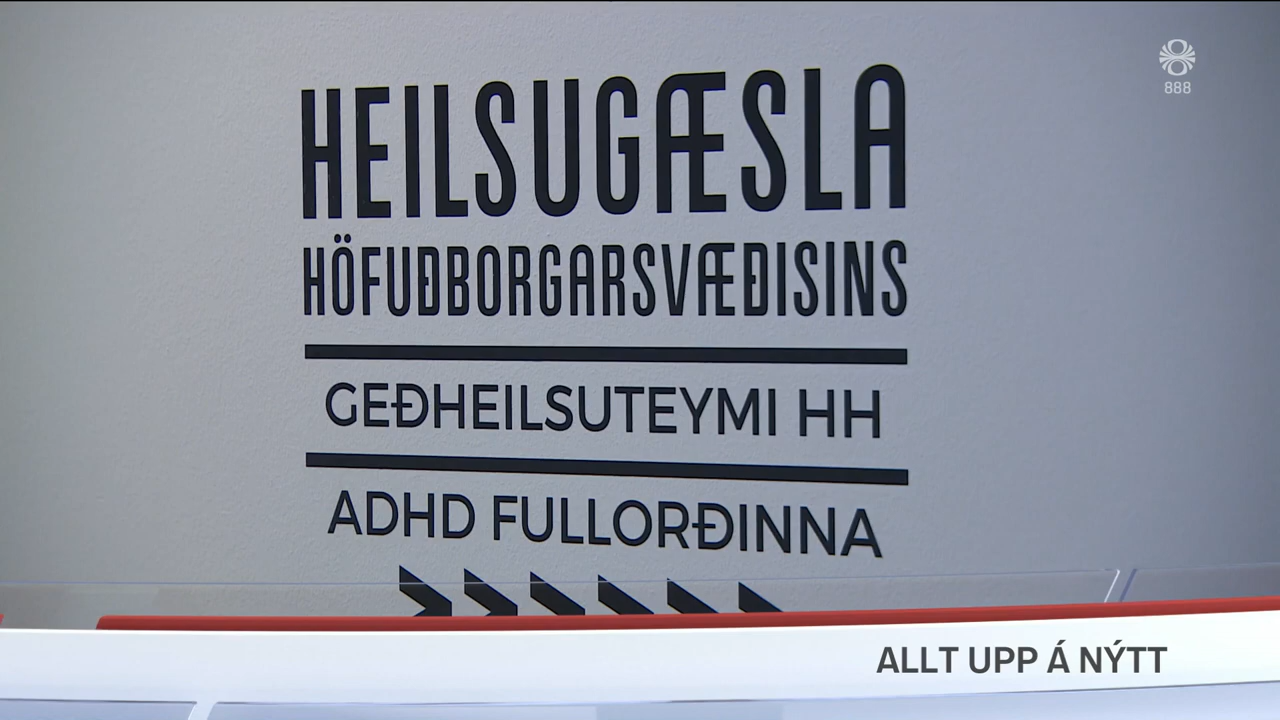 888
HEILSUGÆSLA
HÖFUÐBORGARSVÆÐISINS
GEÐHEILSUTEYMI HH
ADHD FULLORÐINNA
ALLT UPP Á NÝTT